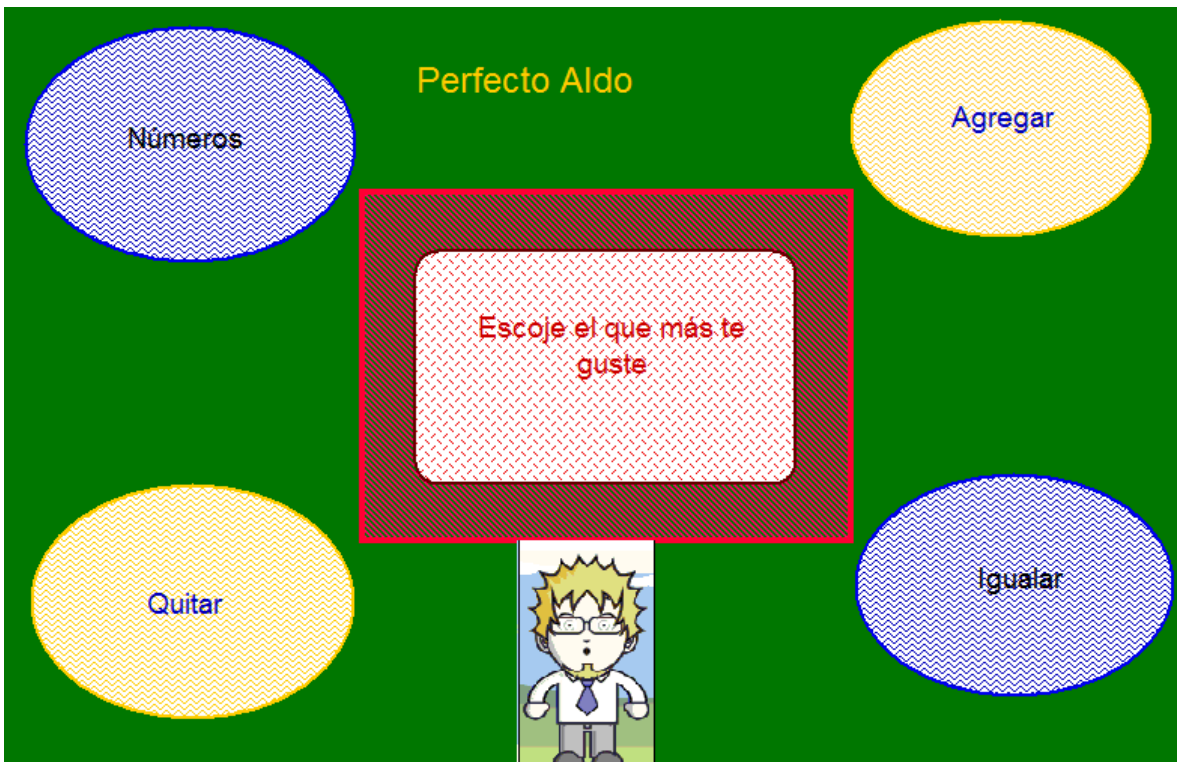 Perfecto Aldo
Números
Agregar
Escoje el que más te
guste
Quitar
Igualar